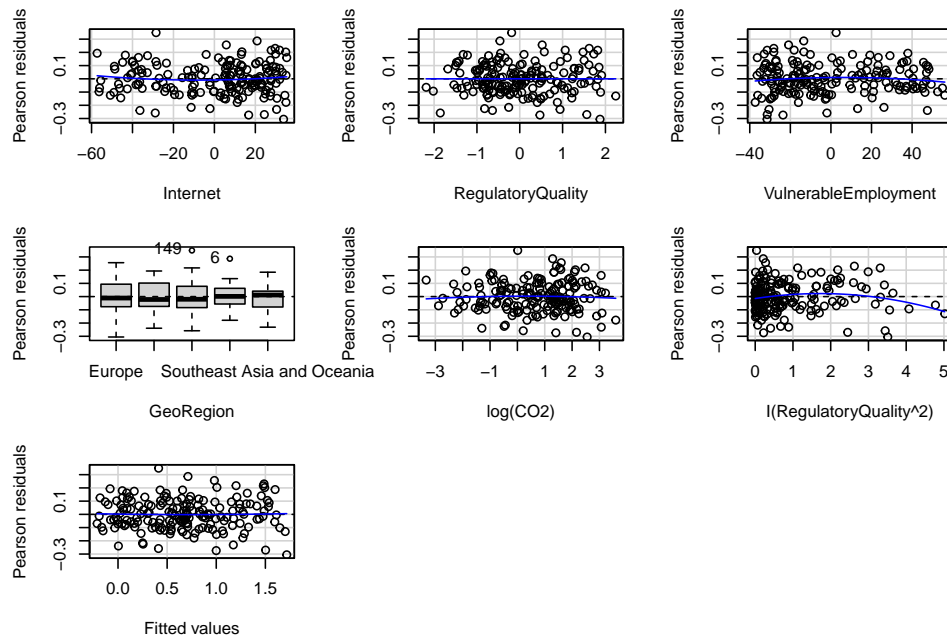 Pearson residuals
0.1
−0.3
−60
−20
0
20
Internet
Pearson residuals
0.1
−0.3
−2
−1
0
1
2
RegulatoryQuality
Pearson residuals
0.1
−0.3
−40
0
20
40
VulnerableEmployment
Pearson residuals
0.1
−0.3
149
6
Europe
Southeast Asia and Oceania
GeoRegion
Pearson residuals
0.1
−0.3
−3
−1
0
1
2
3
log(CO2)
Pearson residuals
0.1
−0.3
0
1
2
3
4
5
I(RegulatoryQuality^2)
Pearson residuals
0.1
−0.3
0.0
0.5
1.0
1.5
Fitted values